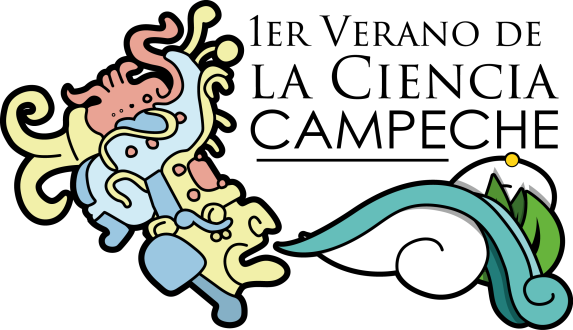 1ER VERANO DE
LA CIENCIA
CAMPECHE